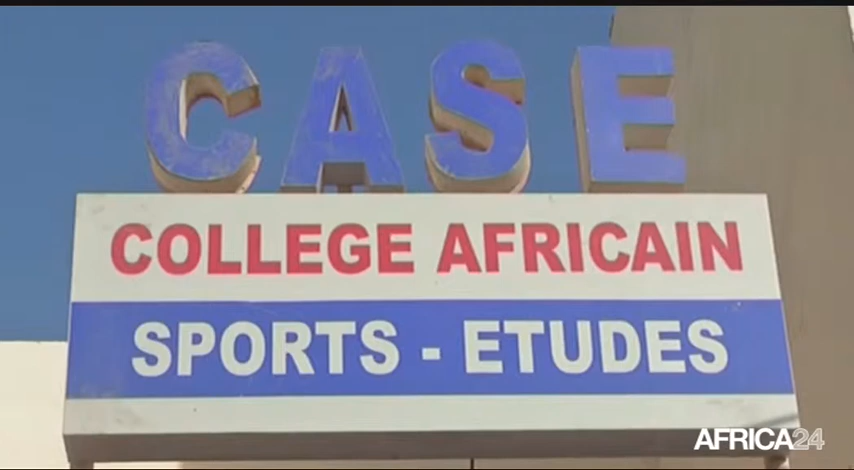 CASE
COLLEGE AFRICAIN
SPORTS - ETUDES
AFRICA24